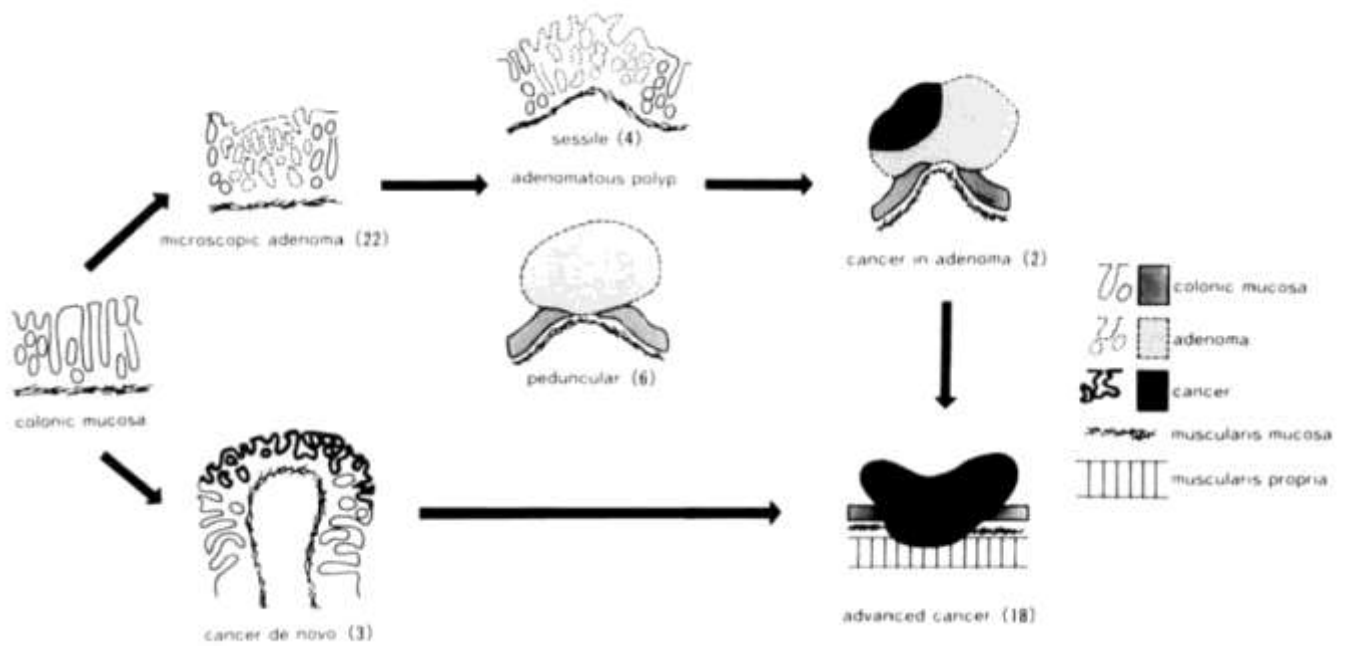 sessile (4)
adenomatous polyp
microscopic adenoma (22)
cancer in adenoma (2)
peduncular (6)
colonic mucosa
cancer de novo (3)
advanced cancer (18)
colonic mucosa
adenoma
cancer
muscularis mucosa
muscularis propria